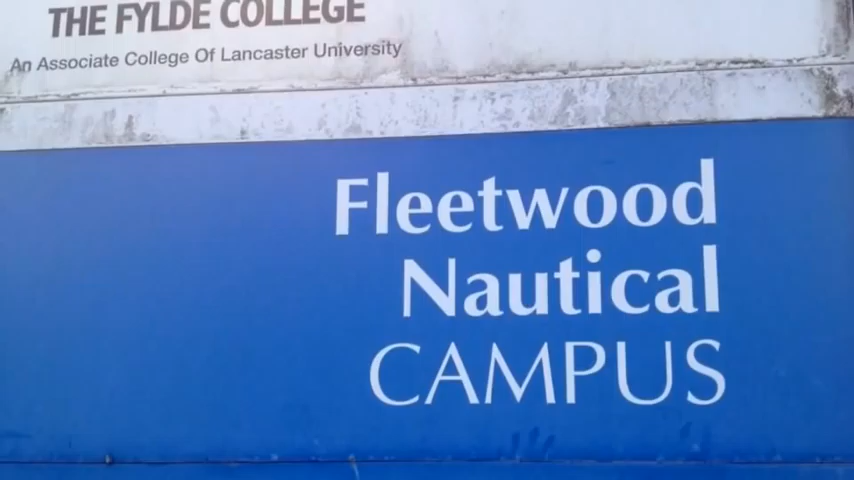 THE FYLDE COLLEGE
An Associate College Of Lancaster University
Fleetwood
Nautical
CAMPUS